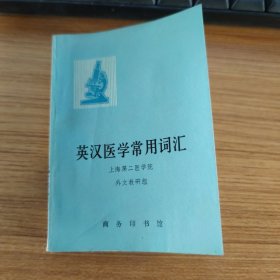 英汉医学常用词汇
上海第二医学院
外文教研组
商务印书馆